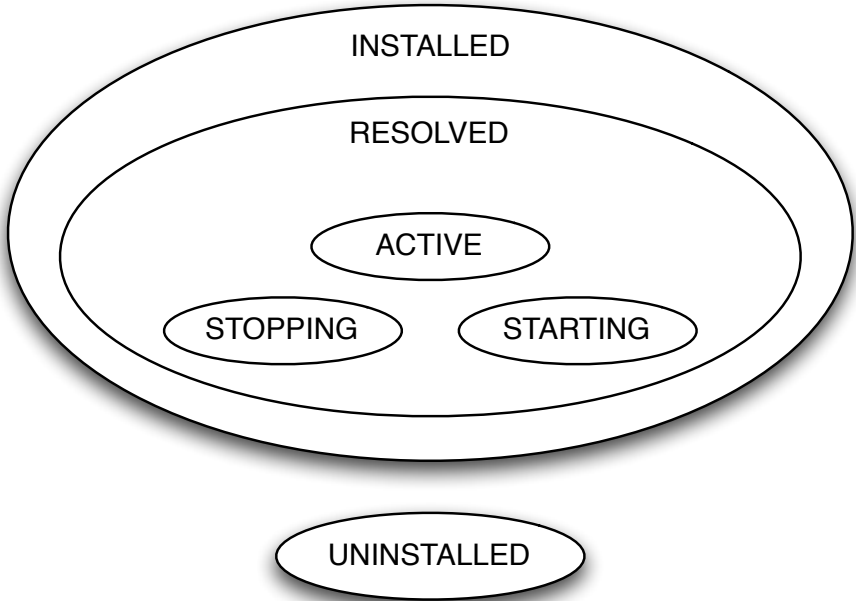 INSTALLED
RESOLVED
ACTIVE
STOPPING
STARTING
UNINSTALLED